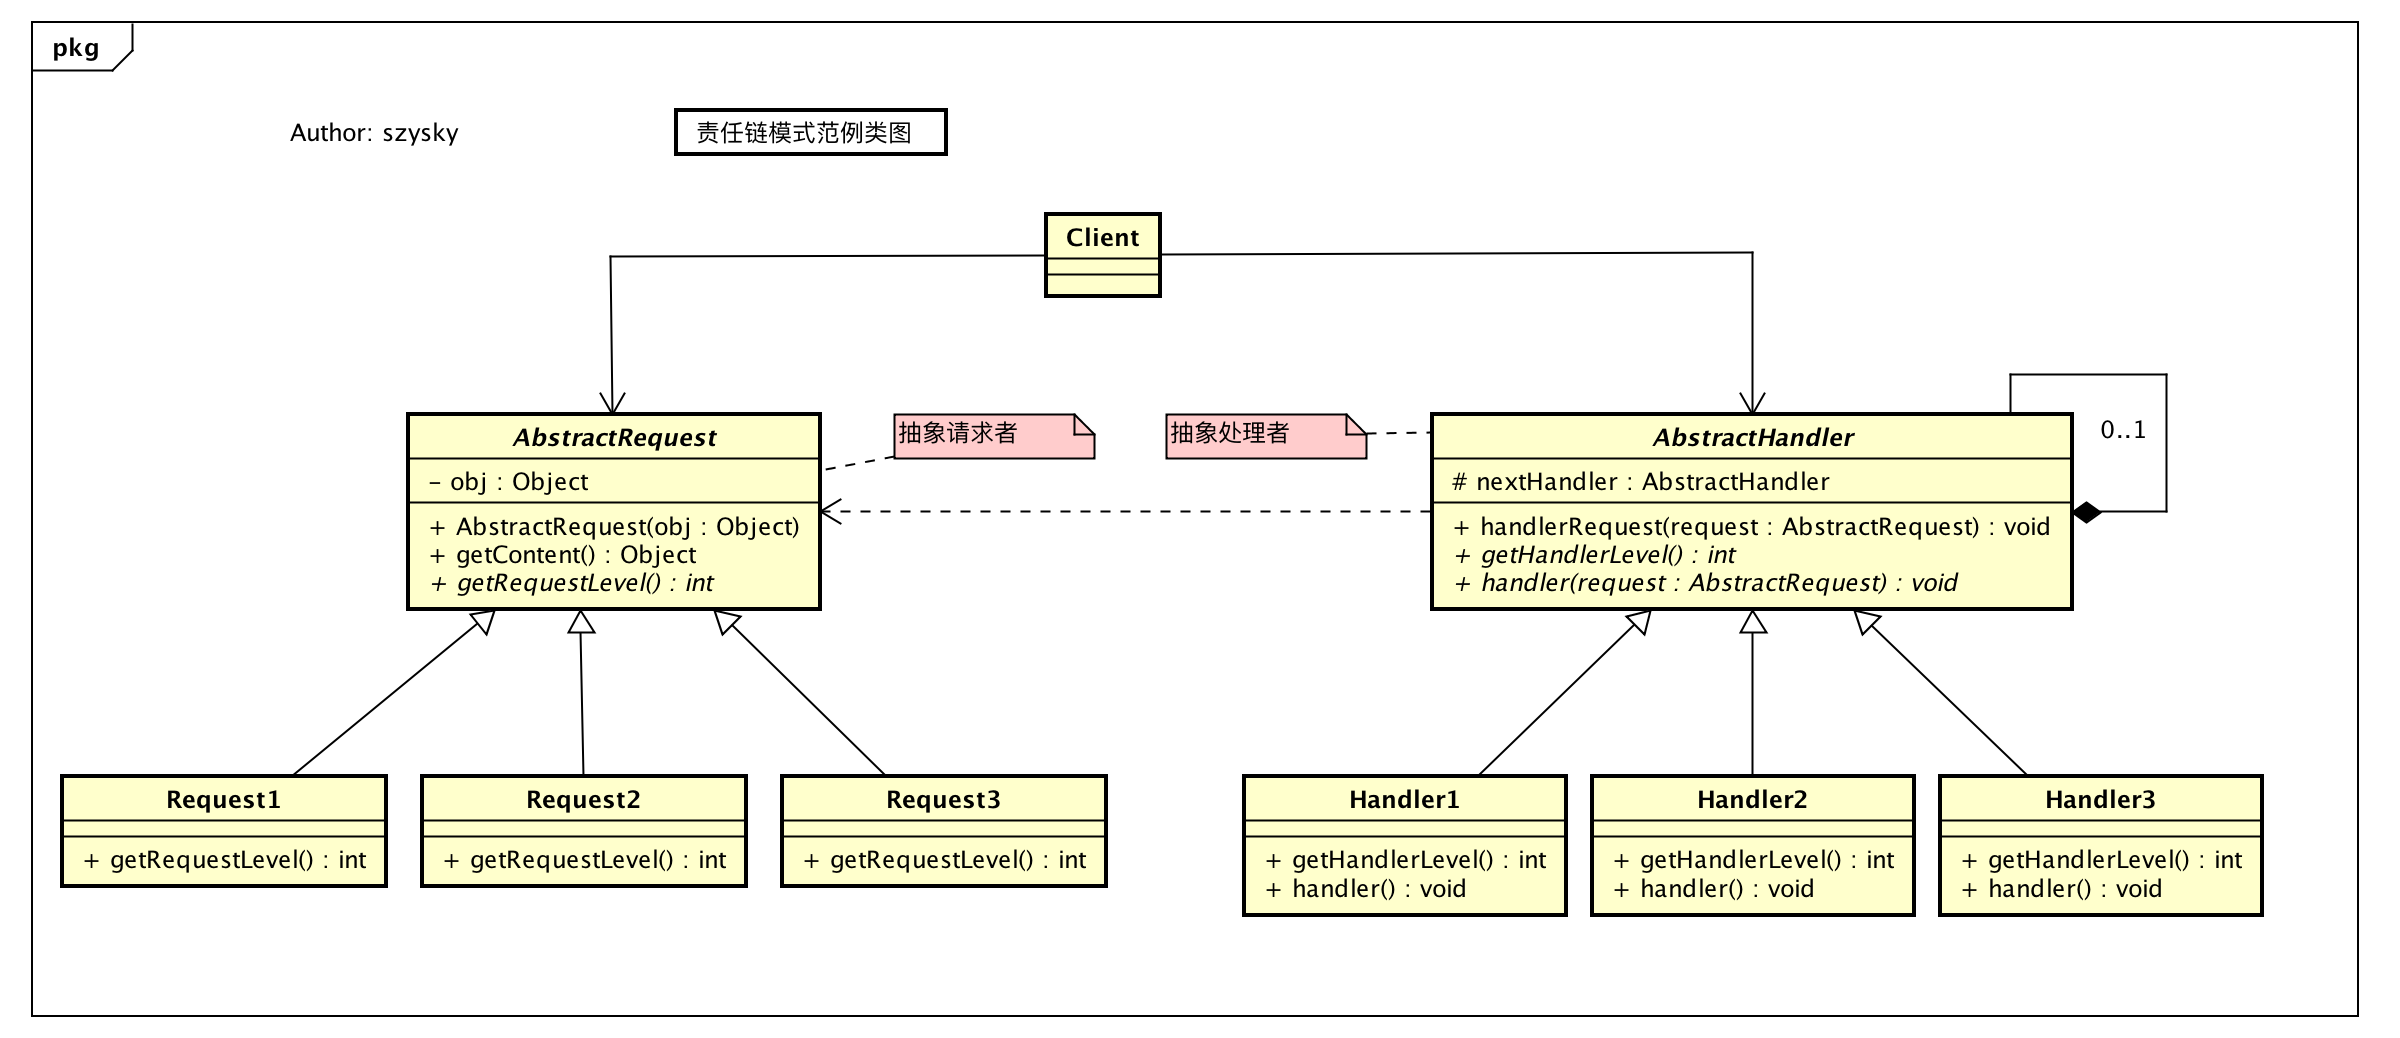 pkg
Author: szysky
责任链模式范例类图
Client
AbstractRequest
- obj : Object
+ AbstractRequest(obj : Object)
+ getContent() : Object
+ getRequestLevel() : int
抽象请求者
抽象处理者
AbstractHandler
# nextHandler : AbstractHandler
+ handlerRequest(request : AbstractRequest) : void
+ getHandlerLevel() : int
+ handler(request : AbstractRequest) : void
0..1
Request1
+ getRequestLevel() : int
Request2
+ getRequestLevel() : int
Request3
+ getRequestLevel() : int
Handler1
+ getHandlerLevel() : int
+ handler() : void
Handler2
+ getHandlerLevel() : int
+ handler() : void
Handler3
+ getHandlerLevel() : int
+ handler() : void